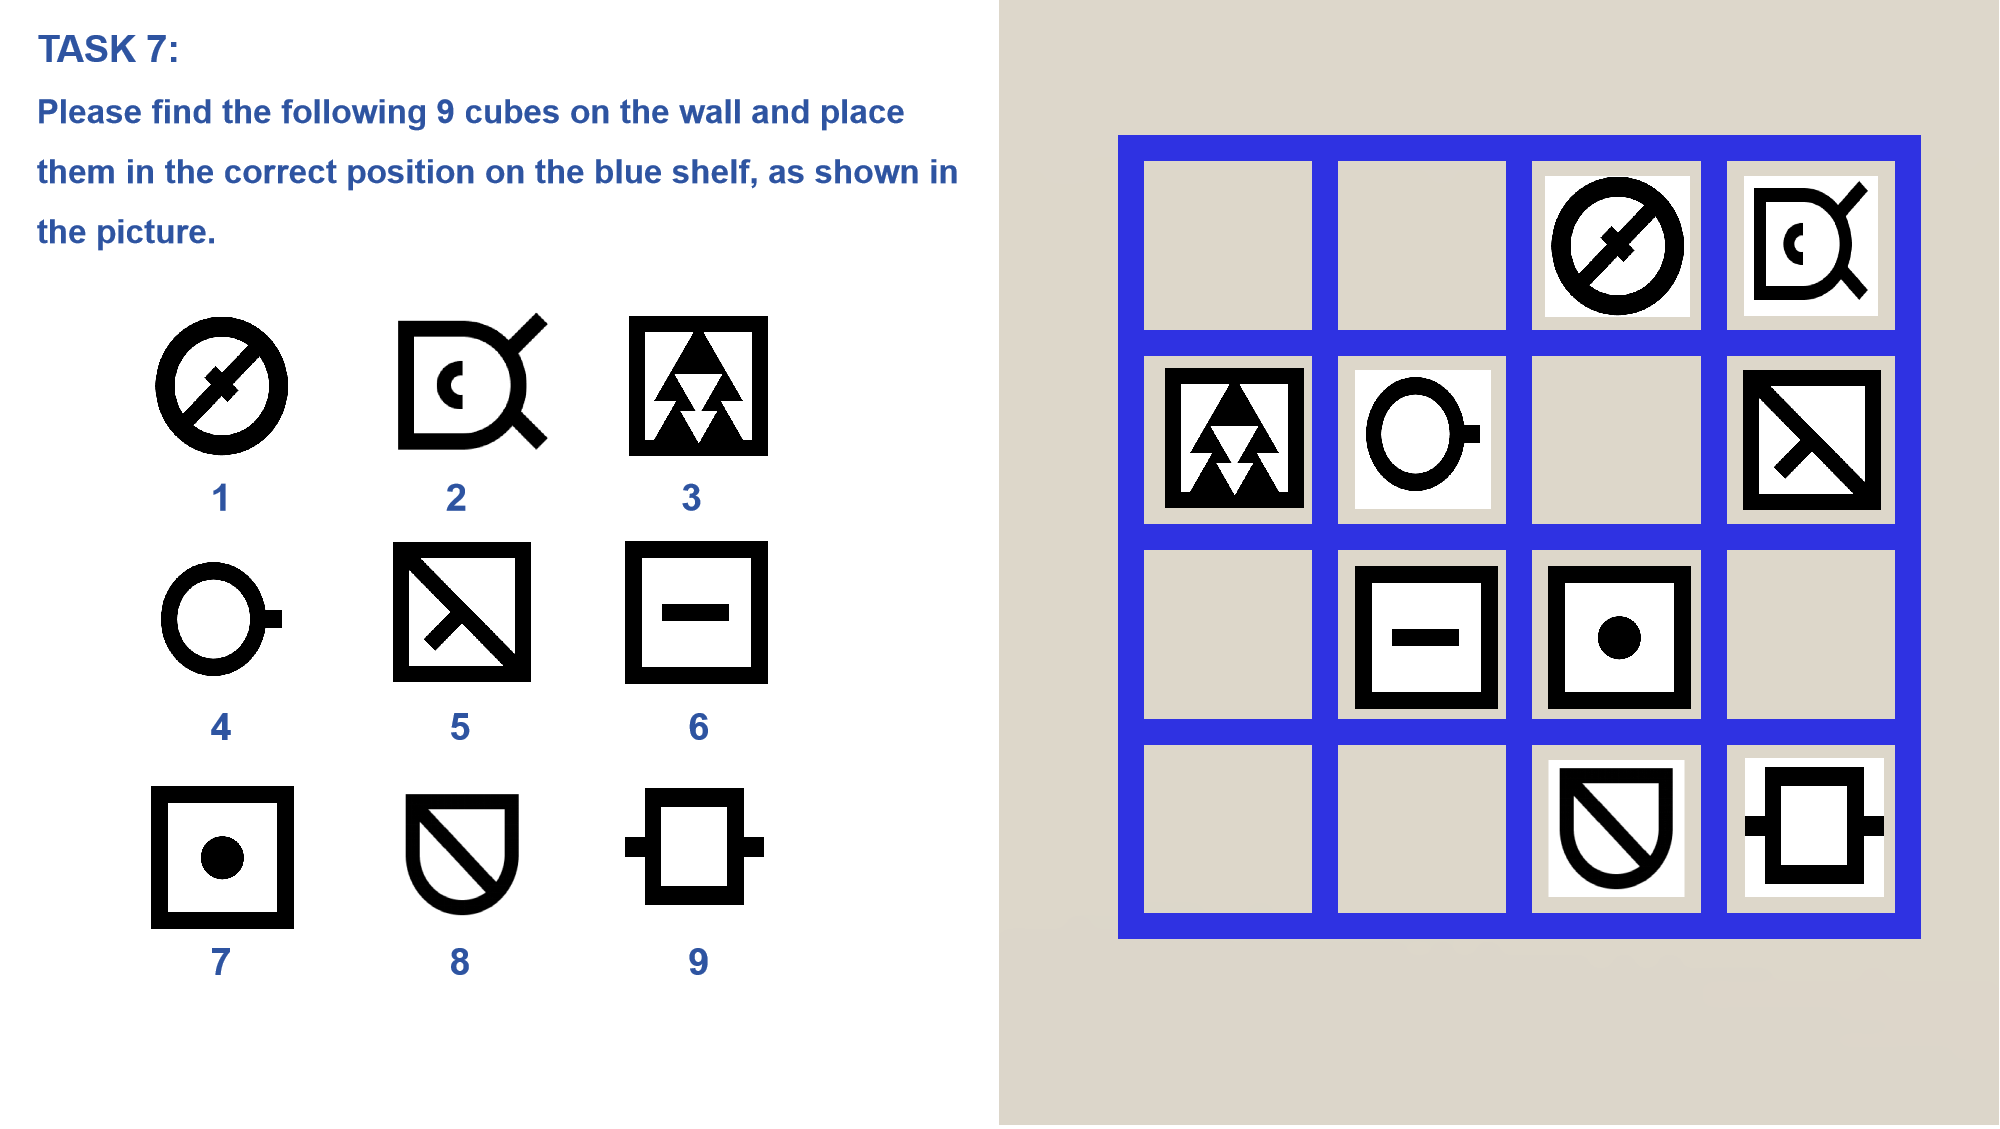 TASK 7:
Please find the following 9 cubes on the wall and place
them in the correct position on the blue shelf, as shown in
the picture.
1 2 3
4 5 6
7 8 9